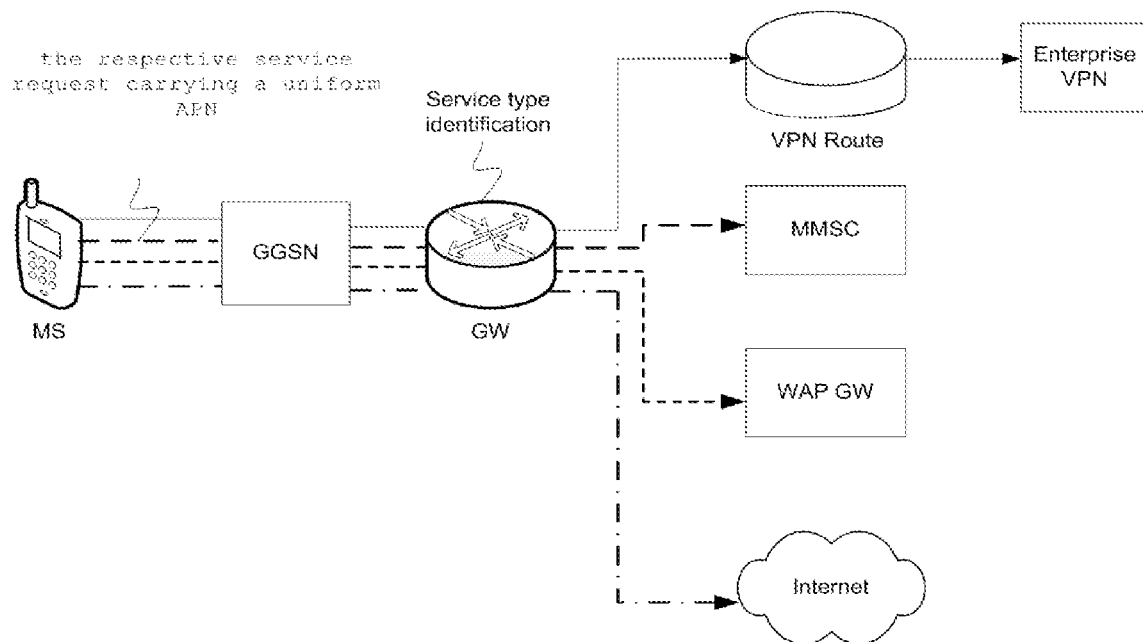 the respective service
request carrying a uniform
APN
Service type
identification
Enterprise
VPN
VPN Route
MMSC
GGSN
MS
GW
WAP GW
Internet